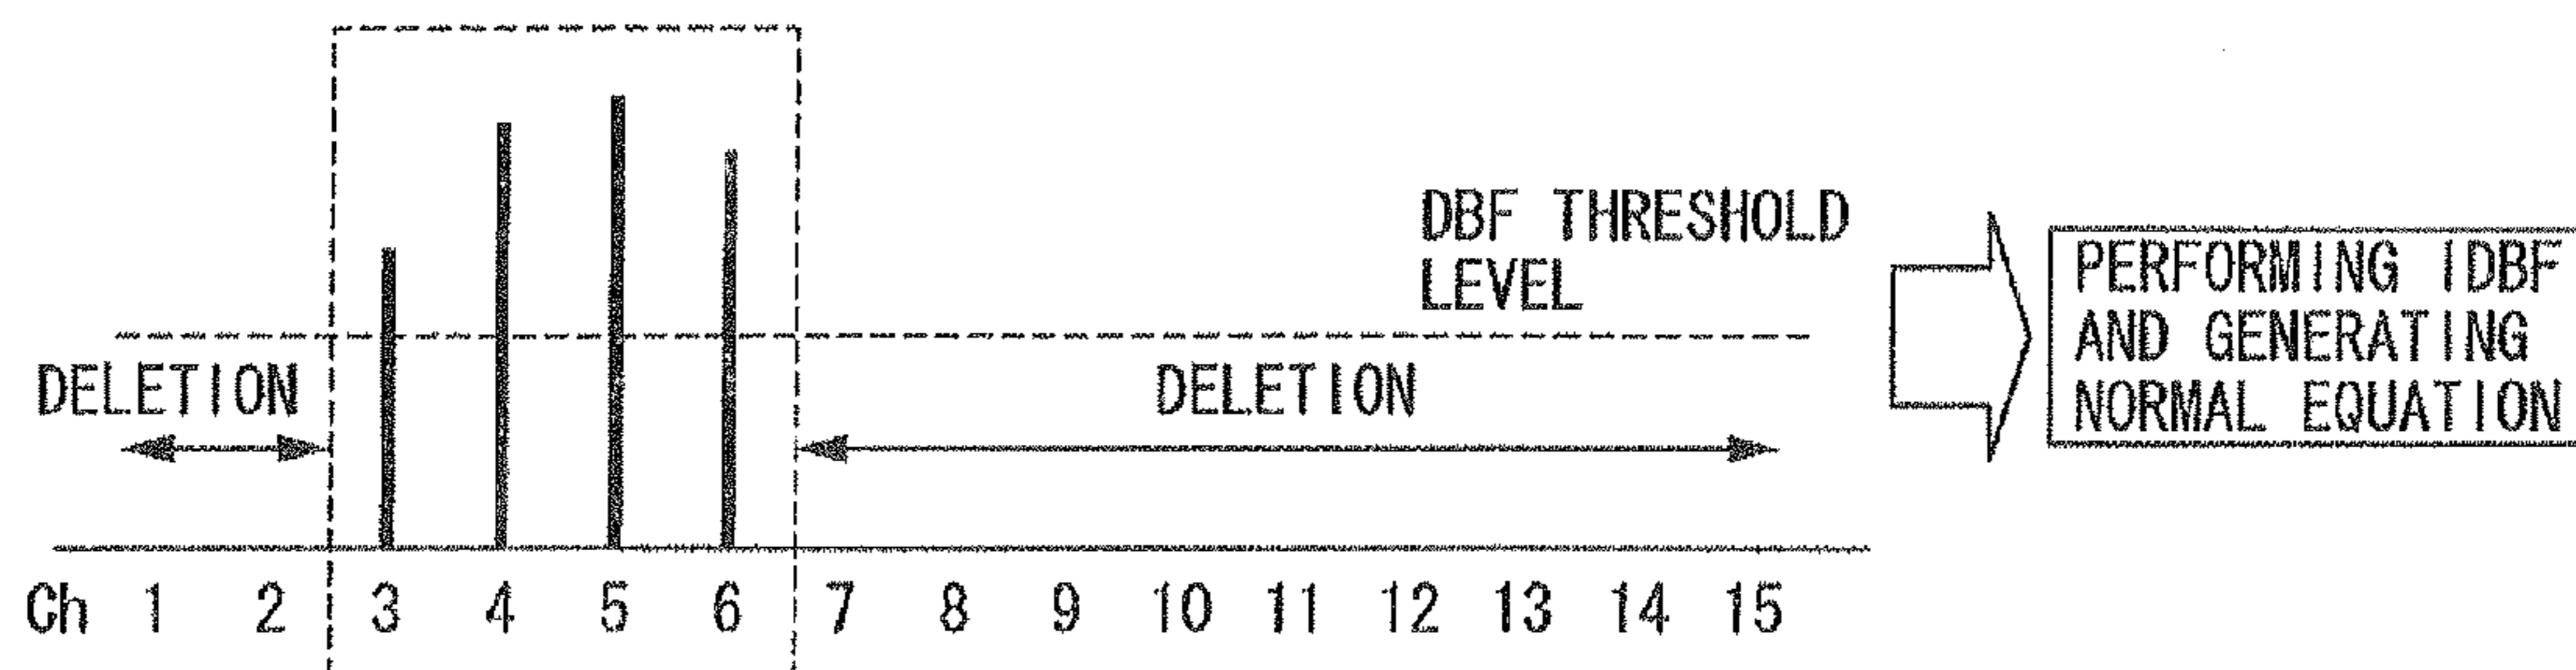 DBF THRESHOLD
LEVEL
DELETION
DELETION
PERFORMING IDBF
AND GENERATING
NORMAL EQUATION
Ch 1 2 3 4 5 6 7 8 9 10 11 12 13 14 15